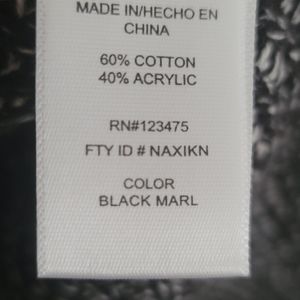 MADE IN/HECHO EN
CHINA
60% COTTON
40% ACRYLIC
RN#123475
FTY ID # NAXIKN
COLOR
BLACK MARL